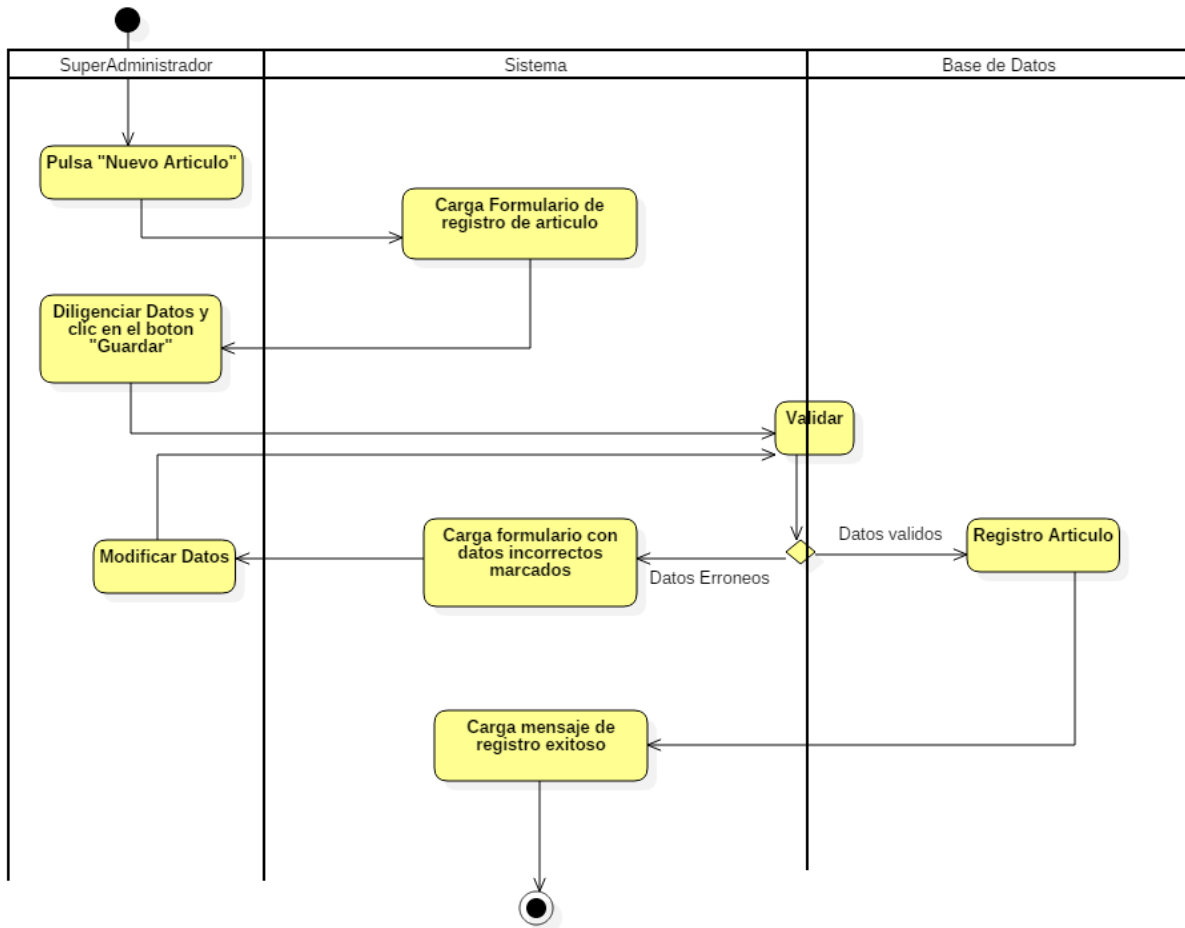 SuperAdministrador
Sistema
Base de Datos
Pulsa "Nuevo Articulo"
Carga Formulario de
registro de articulo
Diligenciar Datos y
clic en el boton
"Guardar"
Validar
Modificar Datos
Carga formulario con
datos incorrectos
marcados
Datos Erroneos
Datos validos
Registro Articulo
Carga mensaje de
registro exitoso